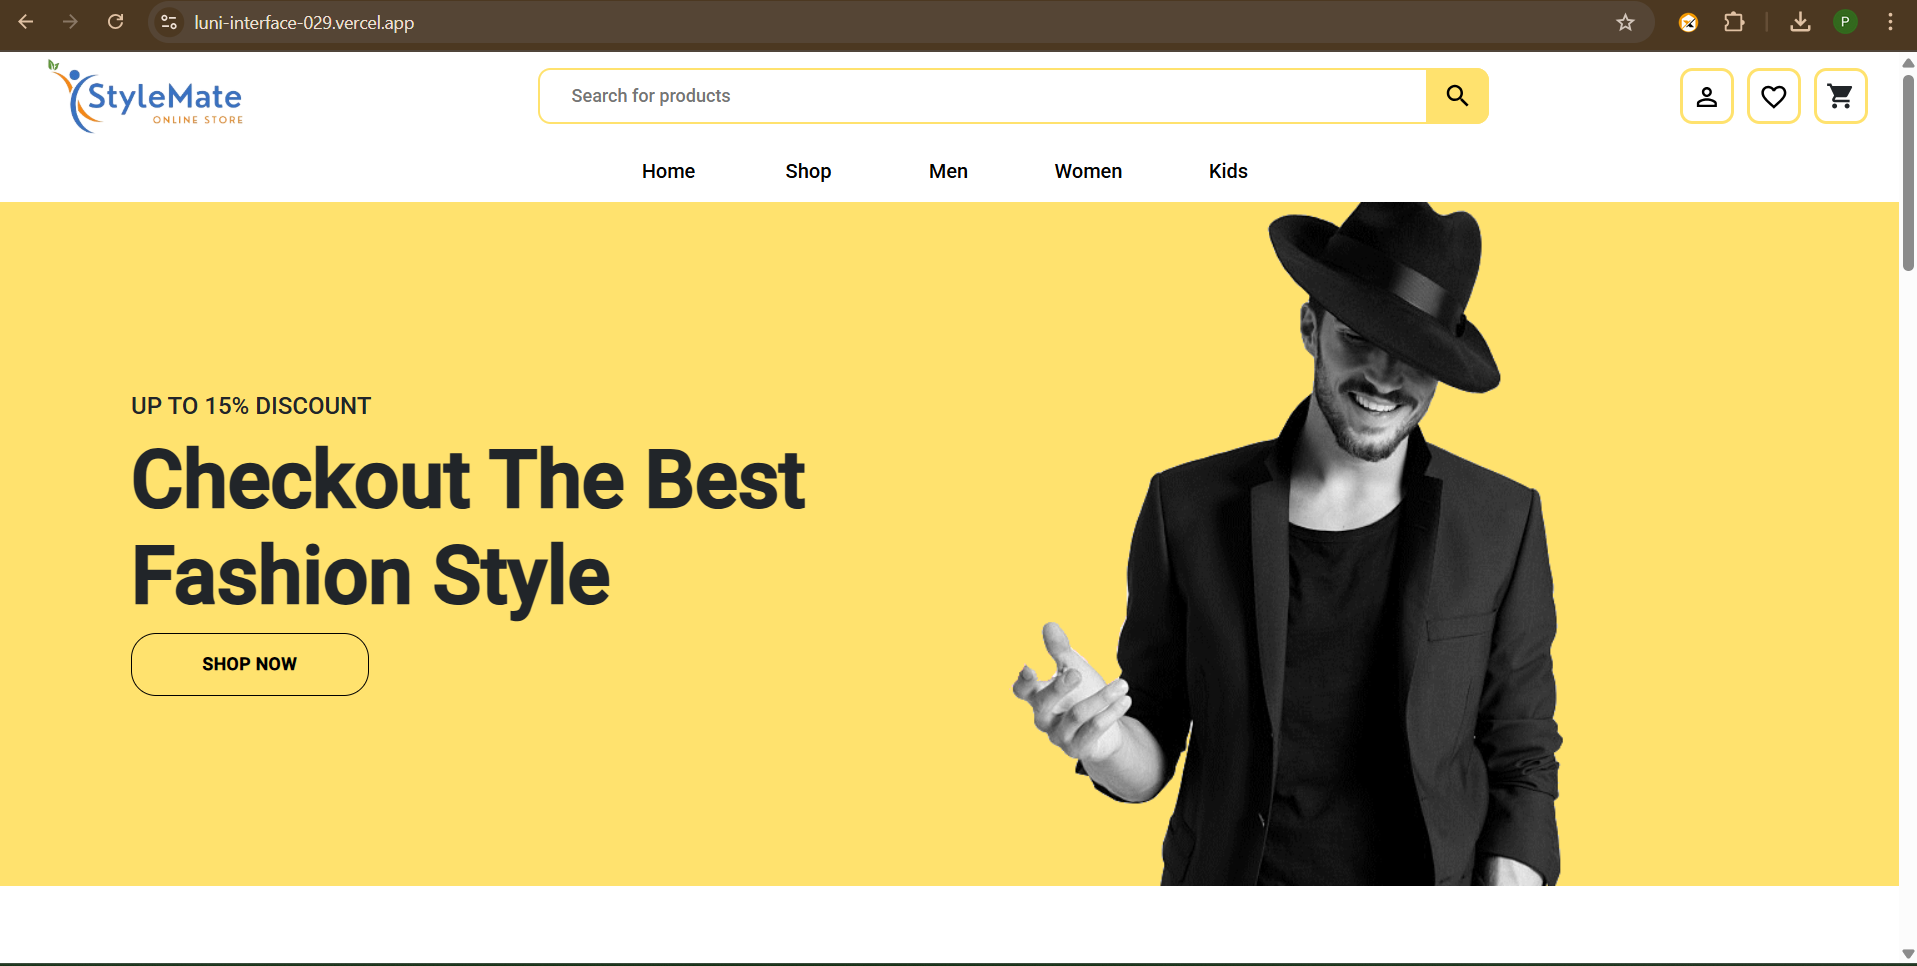 luni-interface-029.vercel.app
P
StyleMate
ONLINE STORE
Search for products
Home
Shop
Men
Women
Kids
UP TO 15% DISCOUNT
Checkout The Best
Fashion Style
SHOP NOW